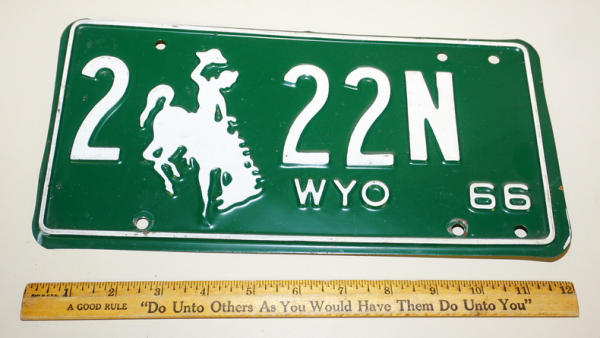 2 22N
WYO 66
1 2 3 4 5 6 7 8 9 10 11 12
A GOOD RULE "Do Unto Others As You Would Have Them Do Unto You"